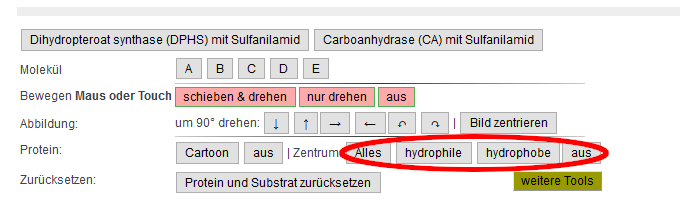 Dihydropteroat synthase (DPHS) mit Sulfanilamid Carboanhydrase (CA) mit Sulfanilamid
Molekül A B C D E
Bewegen Maus oder Touch schieben & drehen nur drehen aus
Abbildung: um 90° drehen: ↓ ↑ → ← ↶ ↷ | Bild zentrieren
Protein: Cartoon aus | Zentrum Alles hydrophile hydrophobe aus
Zurücksetzen: Protein und Substrat zurücksetzen weitere Tools